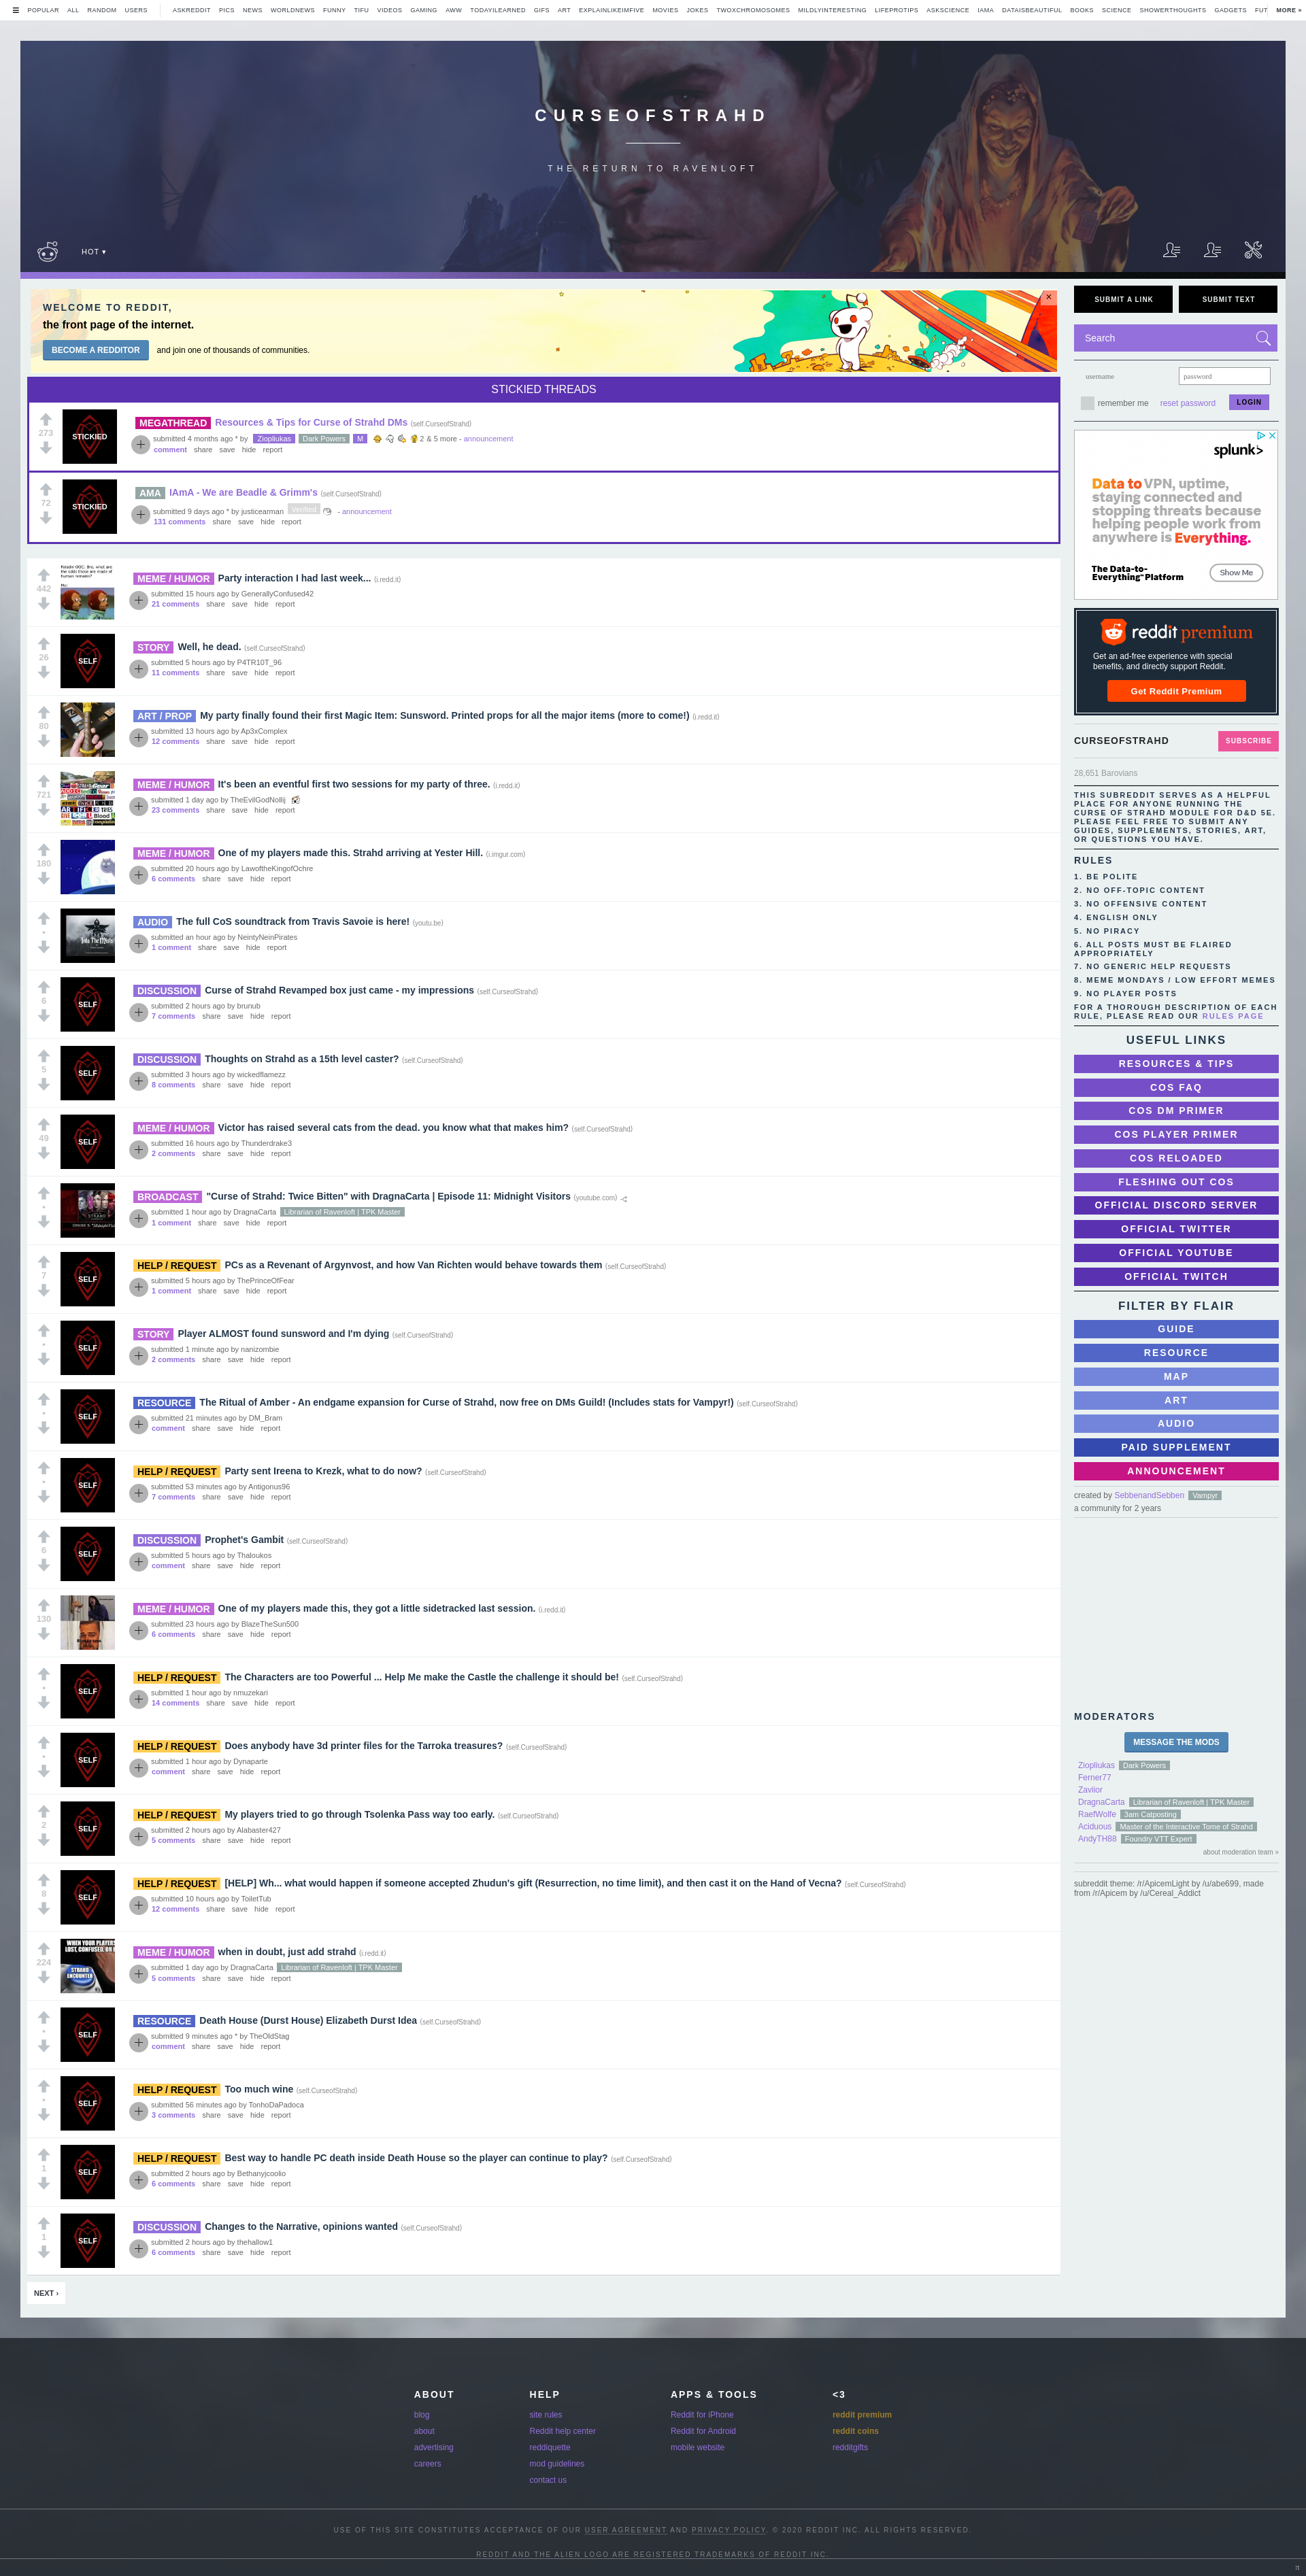 POPULAR ALL RANDOM USERS ASKREDDIT PICS NEWS WORLDNEWS FUNNY TIFU VIDEOS GAMING AWW TODAYILEARNED GIFS ART EXPLAINLIKEIMFIVE MOVIES JOKES TWOXCHROMOSOMES MILDLYINTERESTING LIFEPROTIPS ASKSCIENCE IAMA DATAISBEAUTIFUL BOOKS SCIENCE SHOWERTHOUGHTS GADGETS FUT MORE »
CURSEOFSTRAHD
THE RETURN TO RAVENLOFT
HOT ▾
WELCOME TO REDDIT,
the front page of the internet.
BECOME A REDDITOR and join one of thousands of communities.
×
STICKIED THREADS
273
STICKIED
MEGATHREAD Resources & Tips for Curse of Strahd DMs (self.CurseofStrahd)
submitted 4 months ago * by Ziopliukas Dark Powers M 2 & 5 more - announcement
comment share save hide report
72
STICKIED
AMA IAmA - We are Beadle & Grimm's (self.CurseofStrahd)
submitted 9 days ago * by justicearman Verified - announcement
131 comments share save hide report
442
MEME / HUMOR Party interaction I had last week... (i.redd.it)
submitted 15 hours ago by GenerallyConfused42
21 comments share save hide report
26
SELF
STORY Well, he dead. (self.CurseofStrahd)
submitted 5 hours ago by P4TR10T_96
11 comments share save hide report
80
ART / PROP My party finally found their first Magic Item: Sunsword. Printed props for all the major items (more to come!) (i.redd.it)
submitted 13 hours ago by Ap3xComplex
12 comments share save hide report
721
MEME / HUMOR It's been an eventful first two sessions for my party of three. (i.redd.it)
submitted 1 day ago by TheEvilGodNollij
23 comments share save hide report
180
MEME / HUMOR One of my players made this. Strahd arriving at Yester Hill. (i.imgur.com)
submitted 20 hours ago by LawoftheKingofOchre
6 comments share save hide report
•
AUDIO The full CoS soundtrack from Travis Savoie is here! (youtu.be)
submitted an hour ago by NeintyNeinPirates
1 comment share save hide report
6
SELF
DISCUSSION Curse of Strahd Revamped box just came - my impressions (self.CurseofStrahd)
submitted 2 hours ago by brunub
7 comments share save hide report
5
SELF
DISCUSSION Thoughts on Strahd as a 15th level caster? (self.CurseofStrahd)
submitted 3 hours ago by wickedflamezz
8 comments share save hide report
49
SELF
MEME / HUMOR Victor has raised several cats from the dead. you know what that makes him? (self.CurseofStrahd)
submitted 16 hours ago by Thunderdrake3
2 comments share save hide report
•
BROADCAST "Curse of Strahd: Twice Bitten" with DragnaCarta | Episode 11: Midnight Visitors (youtube.com)
submitted 1 hour ago by DragnaCarta Librarian of Ravenloft | TPK Master
1 comment share save hide report
7
SELF
HELP / REQUEST PCs as a Revenant of Argynvost, and how Van Richten would behave towards them (self.CurseofStrahd)
submitted 5 hours ago by ThePrinceOfFear
1 comment share save hide report
•
SELF
STORY Player ALMOST found sunsword and I'm dying (self.CurseofStrahd)
submitted 1 minute ago by nanizombie
2 comments share save hide report
•
SELF
RESOURCE The Ritual of Amber - An endgame expansion for Curse of Strahd, now free on DMs Guild! (Includes stats for Vampyr!) (self.CurseofStrahd)
submitted 21 minutes ago by DM_Bram
comment share save hide report
•
SELF
HELP / REQUEST Party sent Ireena to Krezk, what to do now? (self.CurseofStrahd)
submitted 53 minutes ago by Antigonus96
7 comments share save hide report
6
SELF
DISCUSSION Prophet's Gambit (self.CurseofStrahd)
submitted 5 hours ago by Thaloukos
comment share save hide report
130
MEME / HUMOR One of my players made this, they got a little sidetracked last session. (i.redd.it)
submitted 23 hours ago by BlazeTheSun500
6 comments share save hide report
•
SELF
HELP / REQUEST The Characters are too Powerful ... Help Me make the Castle the challenge it should be! (self.CurseofStrahd)
submitted 1 hour ago by nmuzekari
14 comments share save hide report
•
SELF
HELP / REQUEST Does anybody have 3d printer files for the Tarroka treasures? (self.CurseofStrahd)
submitted 1 hour ago by Dynaparte
comment share save hide report
2
SELF
HELP / REQUEST My players tried to go through Tsolenka Pass way too early. (self.CurseofStrahd)
submitted 2 hours ago by Alabaster427
5 comments share save hide report
8
SELF
HELP / REQUEST [HELP] Wh... what would happen if someone accepted Zhudun's gift (Resurrection, no time limit), and then cast it on the Hand of Vecna? (self.CurseofStrahd)
submitted 10 hours ago by ToiletTub
12 comments share save hide report
224
WHEN YOUR PLAYERS
STRAHD ENCOUNTER
MEME / HUMOR when in doubt, just add strahd (i.redd.it)
submitted 1 day ago by DragnaCarta Librarian of Ravenloft | TPK Master
5 comments share save hide report
•
SELF
RESOURCE Death House (Durst House) Elizabeth Durst Idea (self.CurseofStrahd)
submitted 9 minutes ago * by TheOldStag
comment share save hide report
•
SELF
HELP / REQUEST Too much wine (self.CurseofStrahd)
submitted 56 minutes ago by TonhoDaPadoca
3 comments share save hide report
1
SELF
HELP / REQUEST Best way to handle PC death inside Death House so the player can continue to play? (self.CurseofStrahd)
submitted 2 hours ago by Bethanyjcoolio
6 comments share save hide report
1
SELF
DISCUSSION Changes to the Narrative, opinions wanted (self.CurseofStrahd)
submitted 2 hours ago by thehallow1
6 comments share save hide report
NEXT ›
SUBMIT A LINK SUBMIT TEXT
Search
username password
remember me reset password LOGIN
splunk>
Data to VPN, uptime,
staying connected and
stopping threats because
helping people work from
anywhere is Everything.
The Data-to-
Everything™ Platform
Show Me
reddit premium
Get an ad-free experience with special
benefits, and directly support Reddit.
Get Reddit Premium
CURSEOFSTRAHD SUBSCRIBE
28,651 Barovians
THIS SUBREDDIT SERVES AS A HELPFUL
PLACE FOR ANYONE RUNNING THE
CURSE OF STRAHD MODULE FOR D&D 5E.
PLEASE FEEL FREE TO SUBMIT ANY
GUIDES, SUPPLEMENTS, STORIES, ART,
OR QUESTIONS YOU HAVE.
RULES
1. BE POLITE
2. NO OFF-TOPIC CONTENT
3. NO OFFENSIVE CONTENT
4. ENGLISH ONLY
5. NO PIRACY
6. ALL POSTS MUST BE FLAIRED
APPROPRIATELY
7. NO GENERIC HELP REQUESTS
8. MEME MONDAYS / LOW EFFORT MEMES
9. NO PLAYER POSTS
FOR A THOROUGH DESCRIPTION OF EACH
RULE, PLEASE READ OUR RULES PAGE
USEFUL LINKS
RESOURCES & TIPS
COS FAQ
COS DM PRIMER
COS PLAYER PRIMER
COS RELOADED
FLESHING OUT COS
OFFICIAL DISCORD SERVER
OFFICIAL TWITTER
OFFICIAL YOUTUBE
OFFICIAL TWITCH
FILTER BY FLAIR
GUIDE
RESOURCE
MAP
ART
AUDIO
PAID SUPPLEMENT
ANNOUNCEMENT
created by SebbenandSebben Vampyr
a community for 2 years
MODERATORS
MESSAGE THE MODS
Ziopliukas Dark Powers
Ferner77
Zaviior
DragnaCarta Librarian of Ravenloft | TPK Master
RaefWolfe 3am Catposting
Aciduous Master of the Interactive Tome of Strahd
AndyTH88 Foundry VTT Expert
about moderation team »
subreddit theme: /r/ApicemLight by /u/abe699, made
from /r/Apicem by /u/Cereal_Addict
ABOUT
blog
about
advertising
careers
HELP
site rules
Reddit help center
reddiquette
mod guidelines
contact us
APPS & TOOLS
Reddit for iPhone
Reddit for Android
mobile website
<3
reddit premium
reddit coins
redditgifts
USE OF THIS SITE CONSTITUTES ACCEPTANCE OF OUR USER AGREEMENT AND PRIVACY POLICY. © 2020 REDDIT INC. ALL RIGHTS RESERVED.
REDDIT AND THE ALIEN LOGO ARE REGISTERED TRADEMARKS OF REDDIT INC.
π